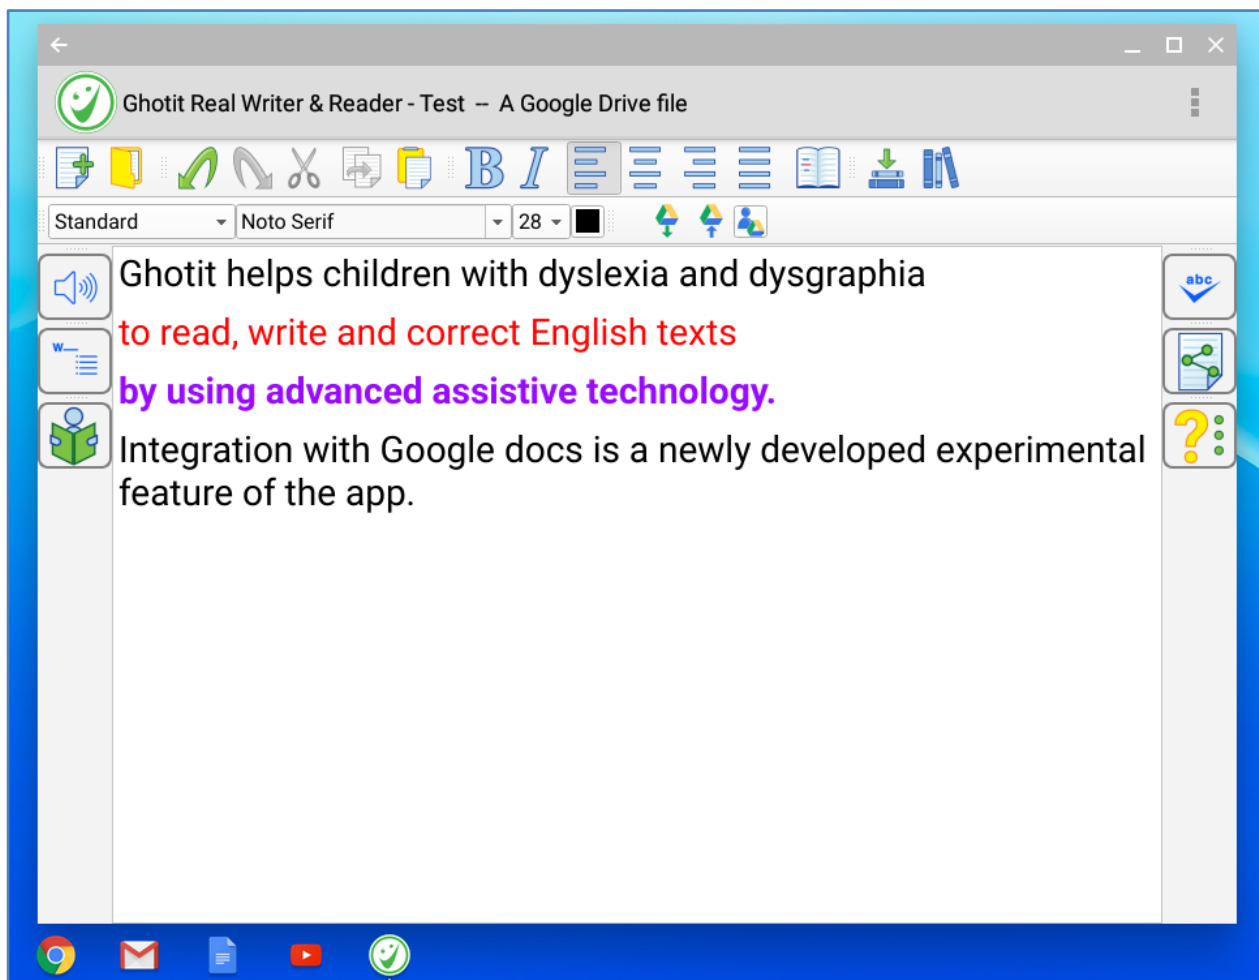 Ghotit Real Writer & Reader - Test -- A Google Drive file
B I
Standard Noto Serif 28
Ghotit helps children with dyslexia and dysgraphia
abc
to read, write and correct English texts
W
by using advanced assistive technology.
Integration with Google docs is a newly developed experimental
?
feature of the app.